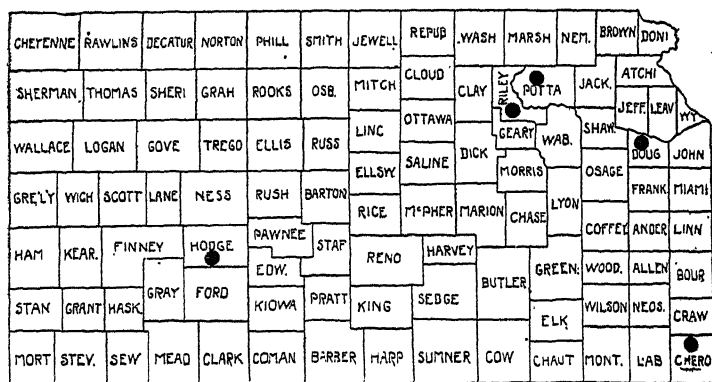 CHEYENNE RAWLINS DECATUR NORTON PHILL SMITH JEWELL REPUB WASH MARSH NEM. BROWN DONI
SHERMAN THOMAS SHERI GRAH ROOKS OSB. MITCH CLOUD CLAY RILEY POTTA JACK. ATCHI
JEFF. LEAV WY
WALLACE LOGAN GOVE TREGO ELLIS RUSS LINC OTTAWA GEARY WAB. SHAW. DOUG JOHN
ELLSW. SALINE DICK MORRIS OSAGE FRANK MIAMI
GRE'LY WICH SCOTT LANE NESS RUSH BARTON RICE McPHER MARION CHASE LYON COFFEY ANDER LINN
HAM KEAR. FINNEY HODGE PAWNEE STAF RENO HARVEY
EDW. BUTLER GREEN. WOOD. ALLEN BOUR
STAN GRANT HASK. GRAY FORD KIOWA PRATT KING SEDGE ELK WILSON NEOS. CRAW
MORT STEV. SEW MEAD CLARK COMAN BARBER HARP SUMNER COW CHAUT MONT. LAB CHERO